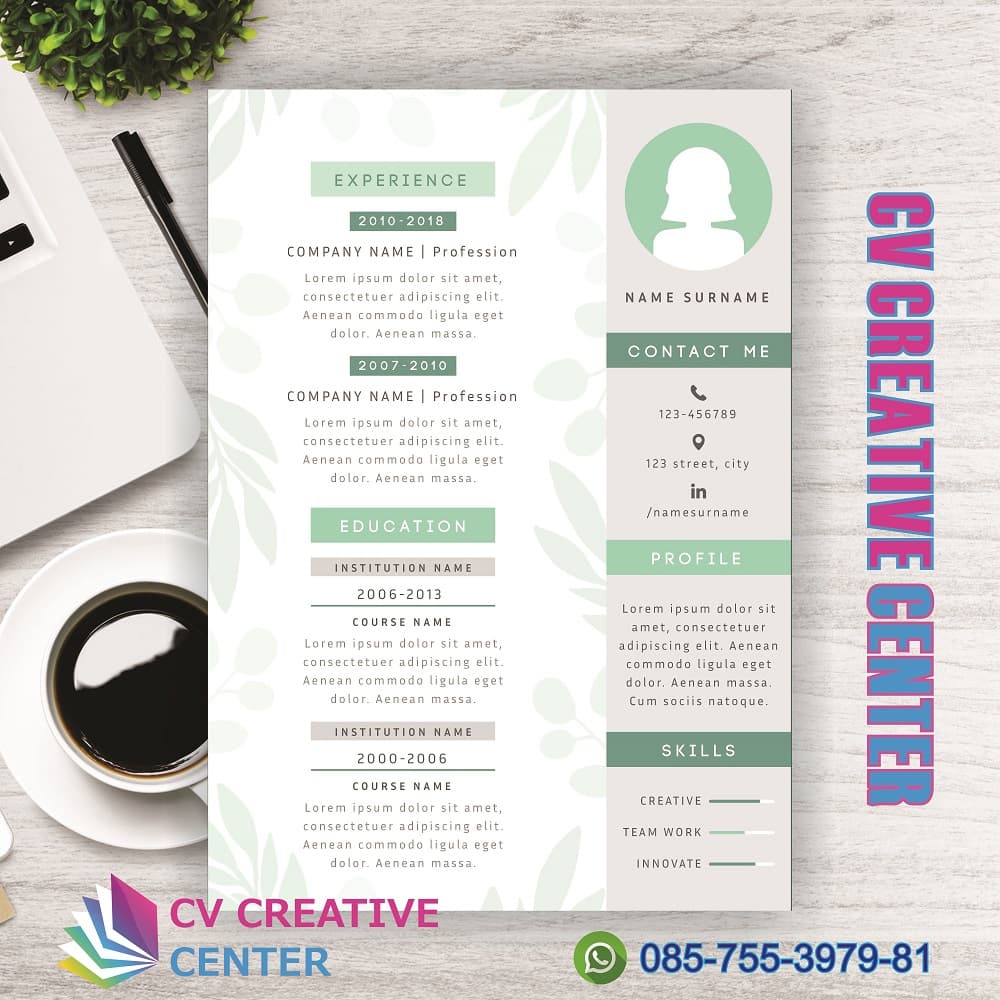 EXPERIENCE
2010-2018
COMPANY NAME | Profession
Lorem ipsum dolor sit amet,
consectetuer adipiscing elit.
Aenean commodo ligula eget
dolor. Aenean massa.
2007-2010
COMPANY NAME | Profession
Lorem ipsum dolor sit amet,
consectetuer adipiscing elit.
Aenean commodo ligula eget
dolor. Aenean massa.
EDUCATION
INSTITUTION NAME
2006-2013
COURSE NAME
Lorem ipsum dolor sit amet,
consectetuer adipiscing elit.
Aenean commodo ligula eget
dolor. Aenean massa.
INSTITUTION NAME
2000-2006
COURSE NAME
Lorem ipsum dolor sit amet,
consectetuer adipiscing elit.
Aenean commodo ligula eget
dolor. Aenean massa.
NAME SURNAME
CONTACT ME
123-456789
123 street, city
in
/namesurname
PROFILE
Lorem ipsum dolor sit
amet, consectetuer
adipiscing elit. Aenean
commodo ligula eget
dolor. Aenean massa.
Cum sociis natoque.
SKILLS
CREATIVE
TEAM WORK
INNOVATE
CV CREATIVE CENTER
CV CREATIVE
CENTER
085-755-3979-81